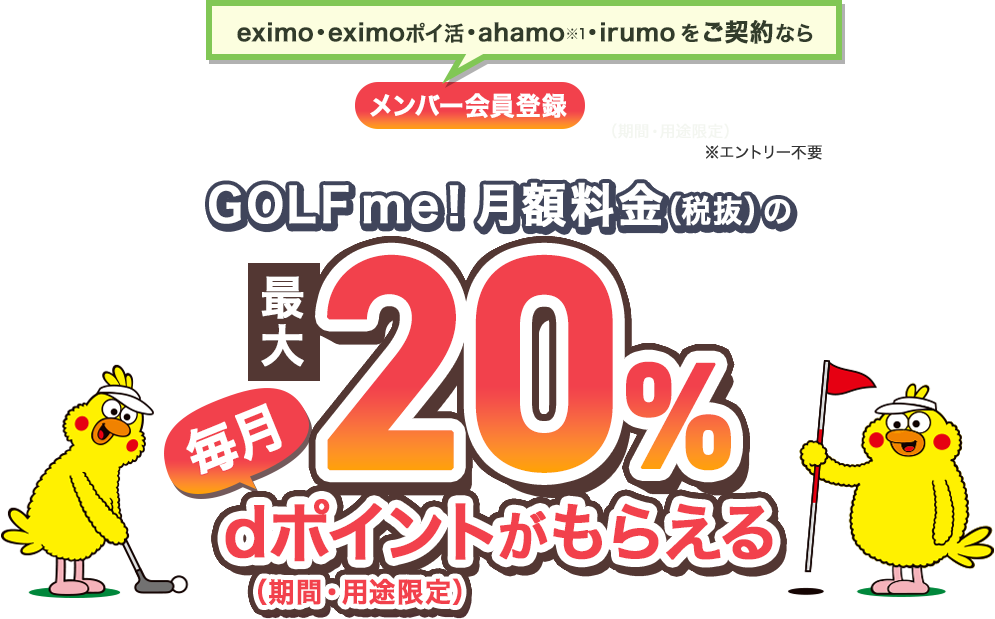 eximo・eximoポイ活・ahamo※1・irumoをご契約なら
メンバー会員登録
（期間・用途限定）
※エントリー不要
GOLF me！月額料金（税抜）の
最大
20%
毎月
dポイントがもらえる
（期間・用途限定）